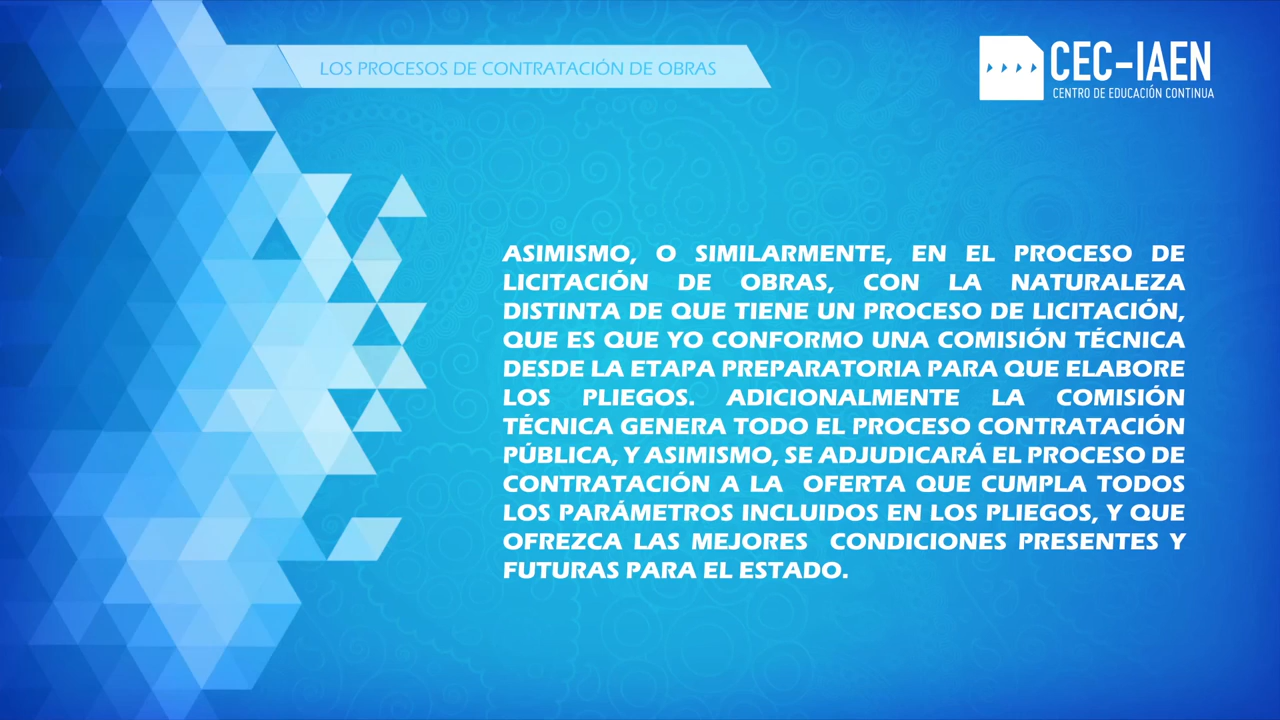 LOS PROCESOS DE CONTRATACIÓN DE OBRAS
CEC-IAEN
CENTRO DE EDUCACIÓN CONTINUA
ASIMISMO, O SIMILARMENTE, EN EL PROCESO DE
LICITACIÓN DE OBRAS, CON LA NATURALEZA
DISTINTA DE QUE TIENE UN PROCESO DE LICITACIÓN,
QUE ES QUE YO CONFORMO UNA COMISIÓN TÉCNICA
DESDE LA ETAPA PREPARATORIA PARA QUE ELABORE
LOS PLIEGOS. ADICIONALMENTE LA COMISIÓN
TÉCNICA GENERA TODO EL PROCESO CONTRATACIÓN
PÚBLICA, Y ASIMISMO, SE ADJUDICARÁ EL PROCESO DE
CONTRATACIÓN A LA OFERTA QUE CUMPLA TODOS
LOS PARÁMETROS INCLUIDOS EN LOS PLIEGOS, Y QUE
OFREZCA LAS MEJORES CONDICIONES PRESENTES Y
FUTURAS PARA EL ESTADO.